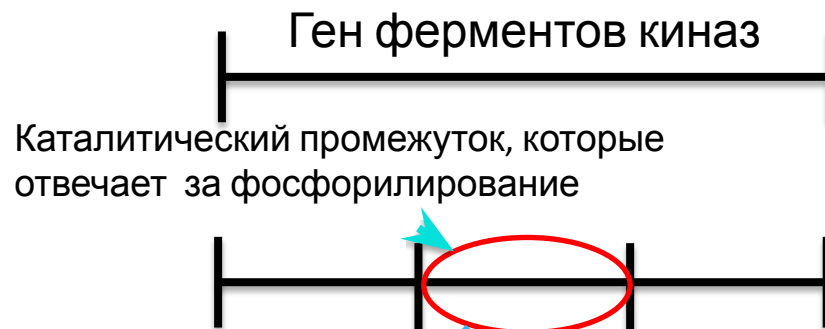 Ген ферментов киназ
Каталитический промежуток, которые
отвечает за фосфорилирование